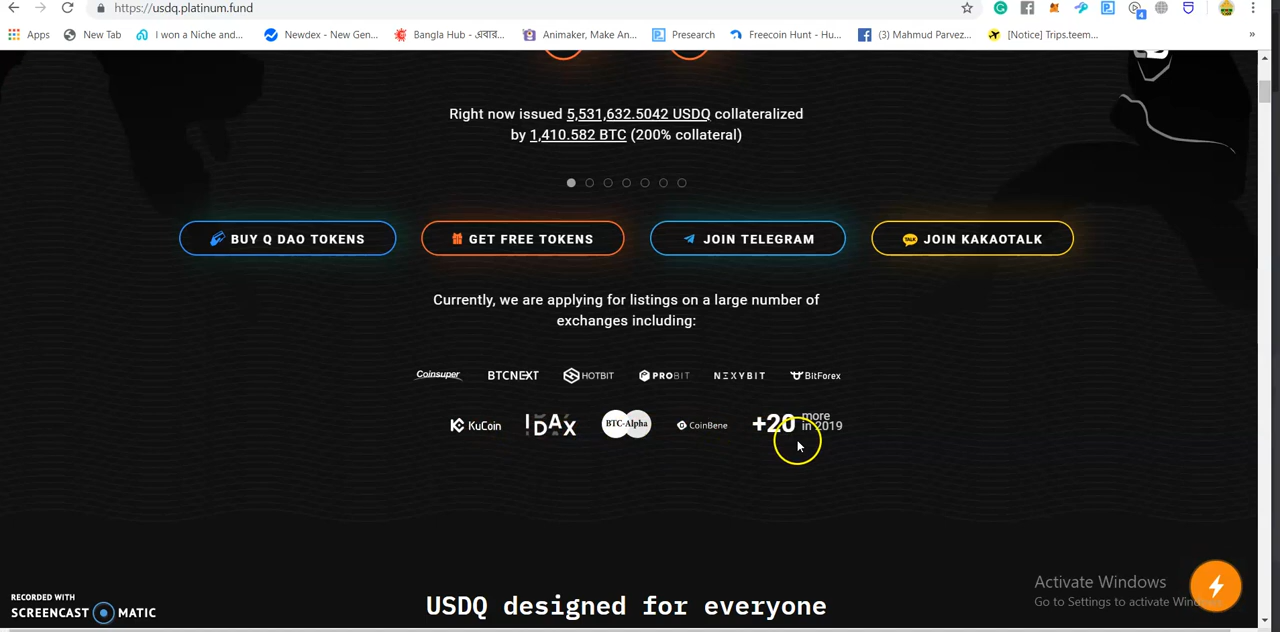 https://usdq.platinum.fund
4
Apps
New Tab
I won a Niche and...
Newdex - New Gen...
Bangla Hub - এবার...
Animaker, Make An...
Presearch
Freecoin Hunt - Hu...
(3) Mahmud Parvez...
[Notice] Trips.teem...
»
Right now issued 5,531,632.5042 USDQ collateralized
by 1,410.582 BTC (200% collateral)
BUY Q DAO TOKENS
GET FREE TOKENS
JOIN TELEGRAM
TALK
JOIN KAKAOTALK
Currently, we are applying for listings on a large number of
exchanges including:
Coinsuper
BTCNEXT
HOTBIT
PROBIT
NEXYBIT
BitForex
KuCoin
IDAX
BTC-Alpha
CoinBene
+20 more
in 2019
USDQ designed for everyone
Activate Windows
Go to Settings to activate
RECORDED WITH
SCREENCAST MATIC